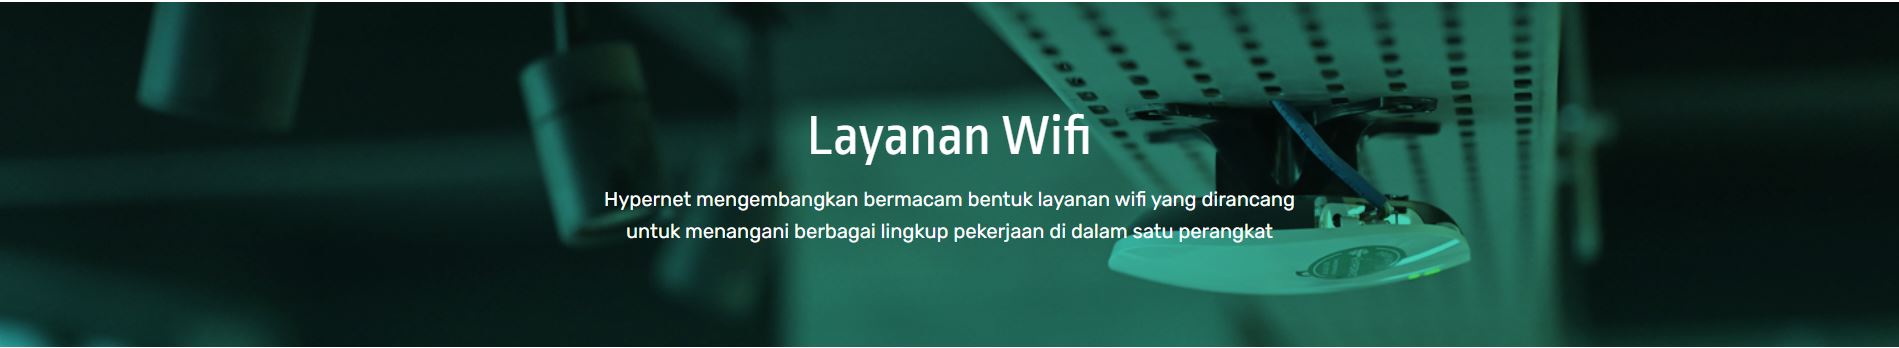 Layanan Wifi
Hypernet mengembangkan bermacam bentuk layanan wifi yang dirancang
untuk menangani berbagai lingkup pekerjaan di dalam satu perangkat